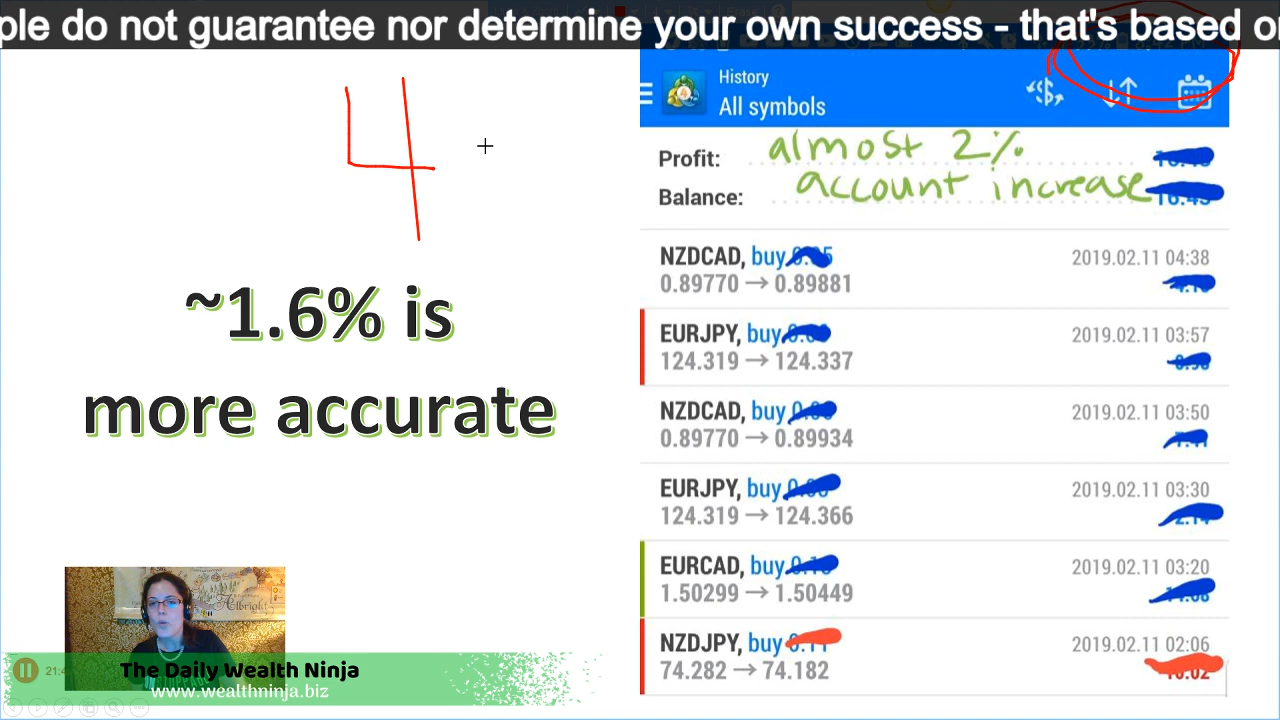 ple do not guarantee nor determine your own success - that's based o
4
~1.6% is
more accurate
History
All symbols
Profit: almost 2%
Balance: account increase
NZDCAD, buy 2019.02.11 04:38
0.89770 → 0.89881
EURJPY, buy 2019.02.11 03:57
124.319 → 124.337
NZDCAD, buy 2019.02.11 03:50
0.89770 → 0.89934
EURJPY, buy 2019.02.11 03:30
124.319 → 124.366
EURCAD, buy 2019.02.11 03:20
1.50299 → 1.50449
NZDJPY, buy 2019.02.11 02:06
74.282 → 74.182
Albright
The Daily Wealth Ninja
www.wealthninja.biz